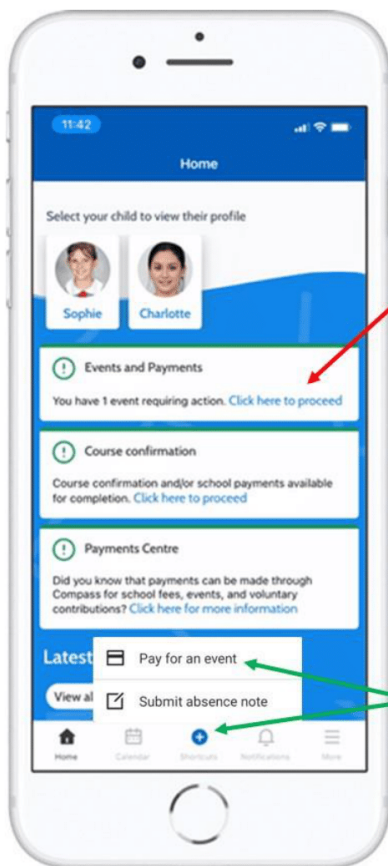 11:42
Home
Select your child to view their profile
Sophie
Charlotte
Events and Payments
You have 1 event requiring action. Click here to proceed
Course confirmation
Course confirmation and/or school payments available
for completion. Click here to proceed
Payments Centre
Did you know that payments can be made through
Compass for school fees, events, and voluntary
contributions? Click here for more information
Latest
Pay for an event
View al
Submit absence note
Home
Calendar
Shortcuts
Notifications
More